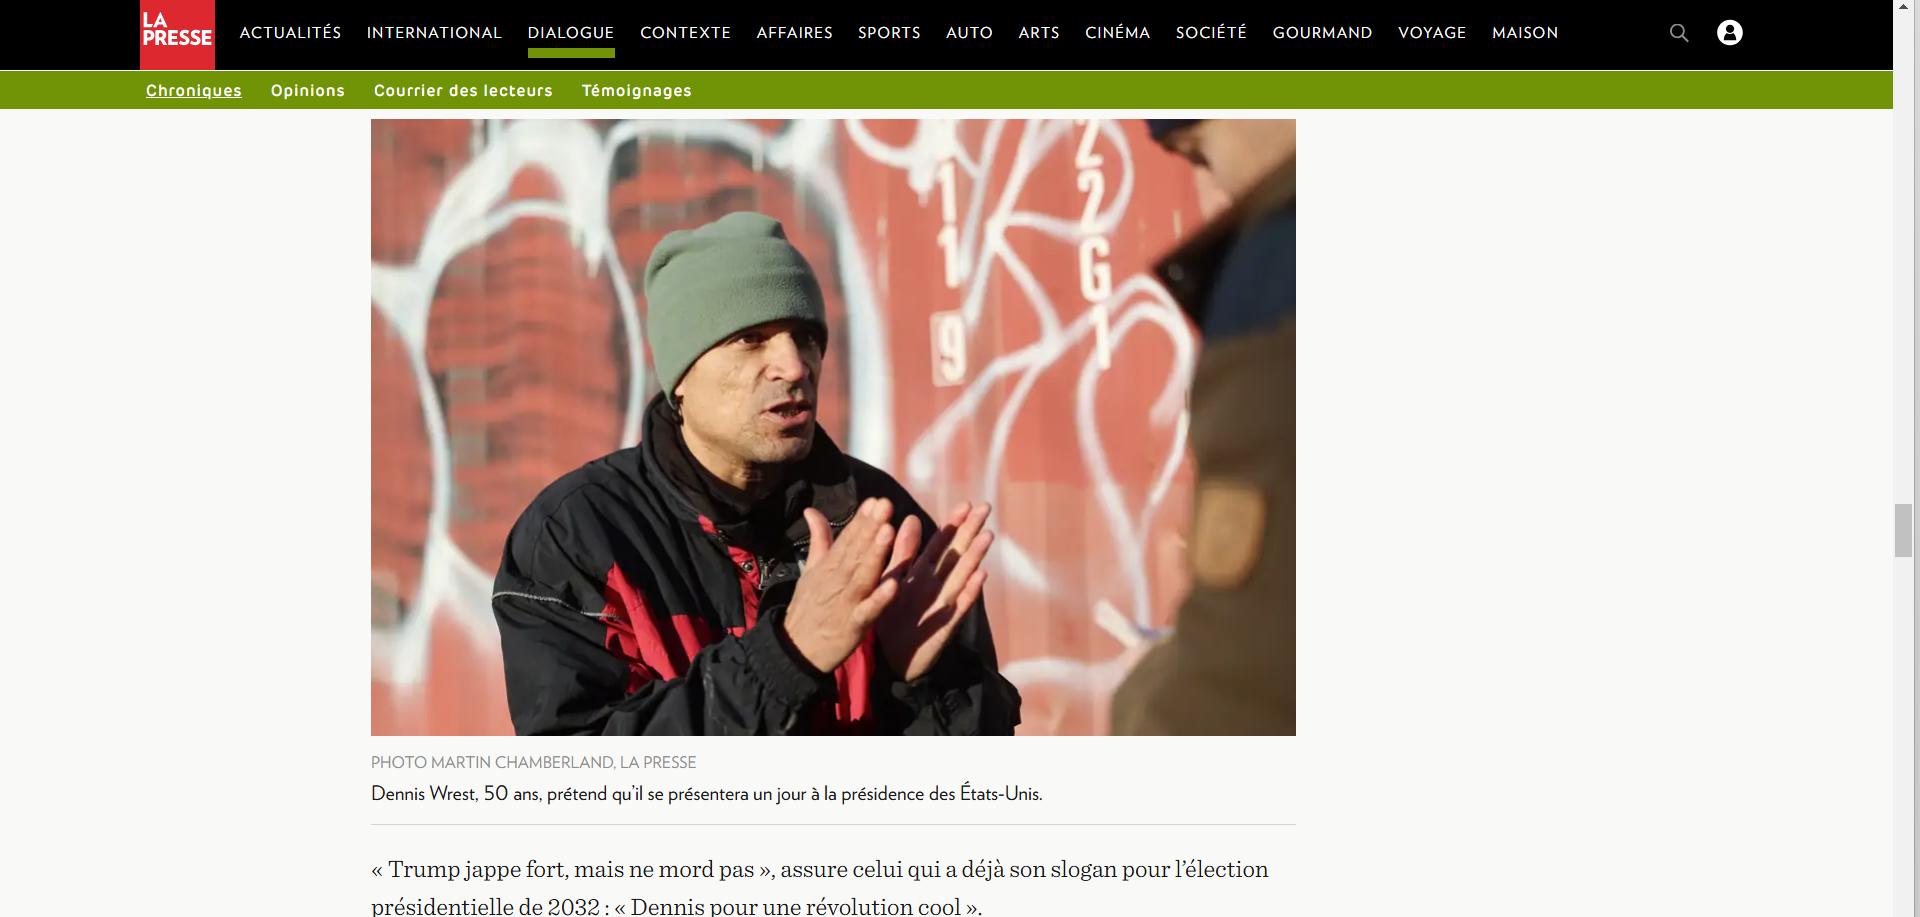 LA
PRESSE
ACTUALITÉS INTERNATIONAL DIALOGUE CONTEXTE AFFAIRES SPORTS AUTO ARTS CINÉMA SOCIÉTÉ GOURMAND VOYAGE MAISON
Chroniques Opinions Courrier des lecteurs Témoignages
119
22G1
PHOTO MARTIN CHAMBERLAND, LA PRESSE
Dennis Wrest, 50 ans, prétend qu’il se présentera un jour à la présidence des États-Unis.
« Trump jappe fort, mais ne mord pas », assure celui qui a déjà son slogan pour l’élection
présidentielle de 2032 : « Dennis pour une révolution cool ».